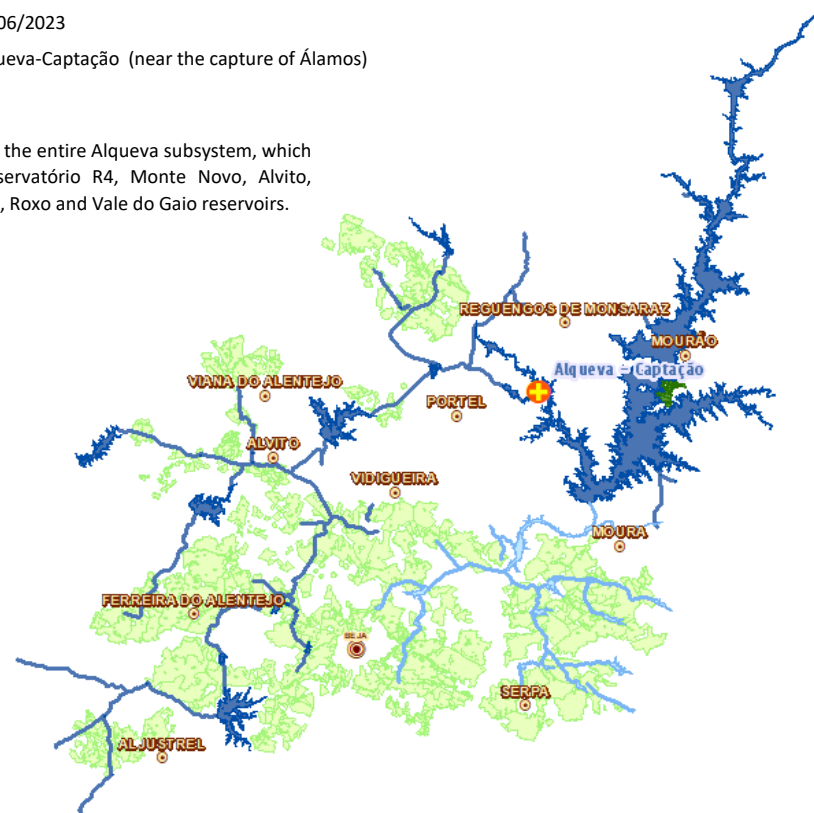 06/2023
ueva-Captação (near the capture of Álamos)
the entire Alqueva subsystem, which
servatório R4, Monte Novo, Alvito,
, Roxo and Vale do Gaio reservoirs.
REGUENGOS DE MONSARAZ
MOURÃO
Alqueva - Captação
VIANA DO ALENTEJO
PORTEL
ALVITO
VIDIGUEIRA
MOURA
FERREIRA DO ALENTEJO
BEJA
SERPA
ALJUSTREL